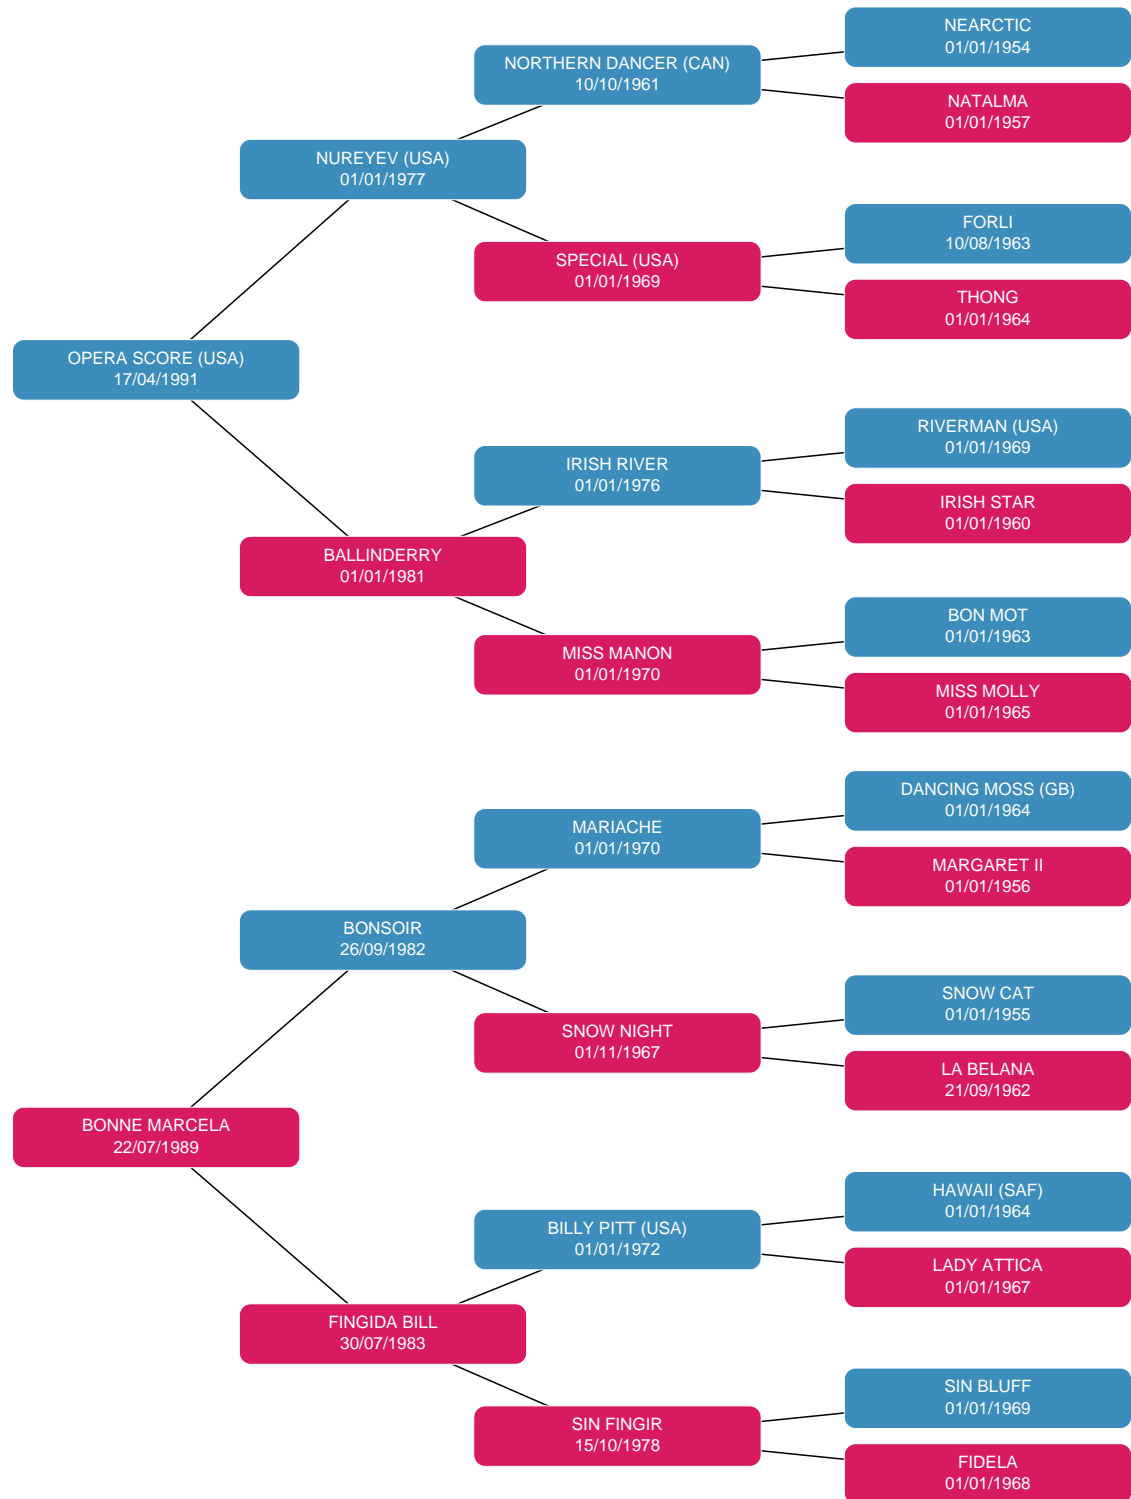 NEARCTIC
01/01/1954
NORTHERN DANCER (CAN)
10/10/1961
NATALMA
01/01/1957
NUREYEV (USA)
01/01/1977
FORLI
10/08/1963
SPECIAL (USA)
01/01/1969
THONG
01/01/1964
OPERA SCORE (USA)
17/04/1991
RIVERMAN (USA)
01/01/1969
IRISH RIVER
01/01/1976
IRISH STAR
01/01/1960
BALLINDERRY
01/01/1981
BON MOT
01/01/1963
MISS MANON
01/01/1970
MISS MOLLY
01/01/1965
DANCING MOSS (GB)
01/01/1964
MARIACHE
01/01/1970
MARGARET II
01/01/1956
BONSOIR
26/09/1982
SNOW CAT
01/01/1955
SNOW NIGHT
01/11/1967
LA BELANA
21/09/1962
BONNE MARCELA
22/07/1989
HAWAII (SAF)
01/01/1964
BILLY PITT (USA)
01/01/1972
LADY ATTICA
01/01/1967
FINGIDA BILL
30/07/1983
SIN BLUFF
01/01/1969
SIN FINGIR
15/10/1978
FIDELA
01/01/1968